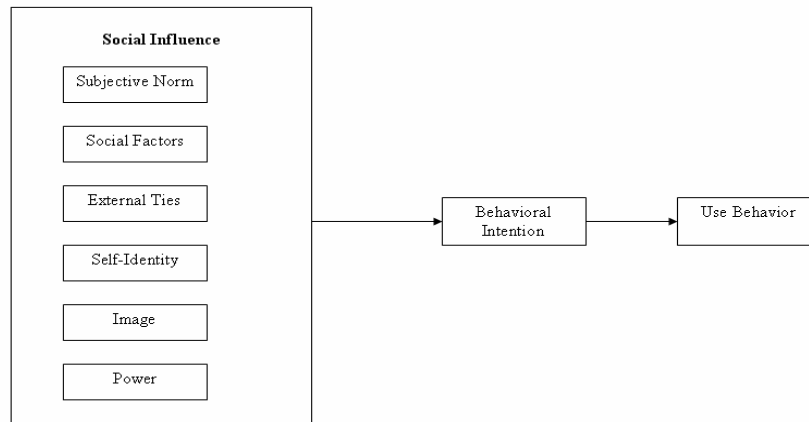 Social Influence
Subjective Norm
Social Factors
External Ties
Self-Identity
Image
Power
Behavioral
Intention
Use Behavior